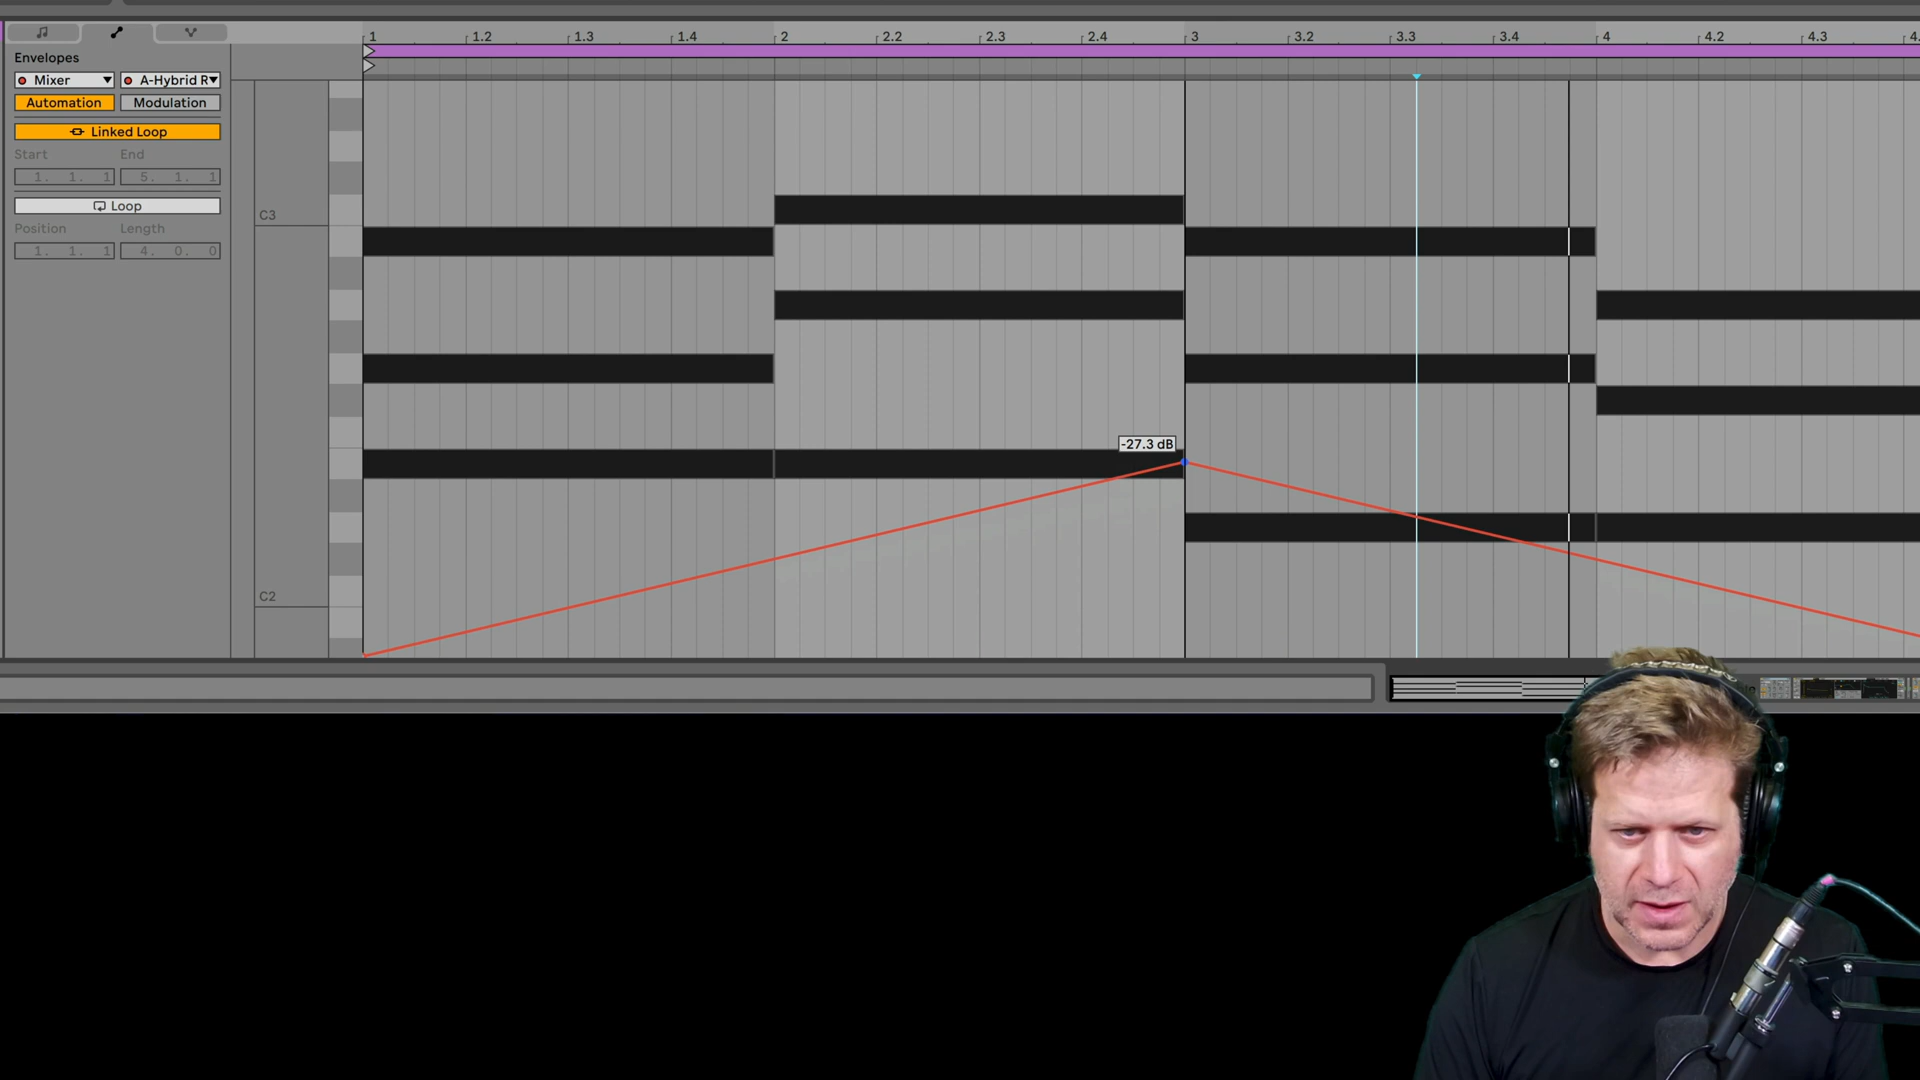 1 1.2 1.3 1.4 2 2.2 2.3 2.4 3 3.2 3.3 3.4 4 4.2 4.3 4.
Envelopes
Mixer A-Hybrid R
Automation Modulation
Linked Loop
Start End
1. 1. 1 5. 1. 1
Loop
Position Length
1. 1. 1 4. 0. 0
C3
-27.3 dB
C2